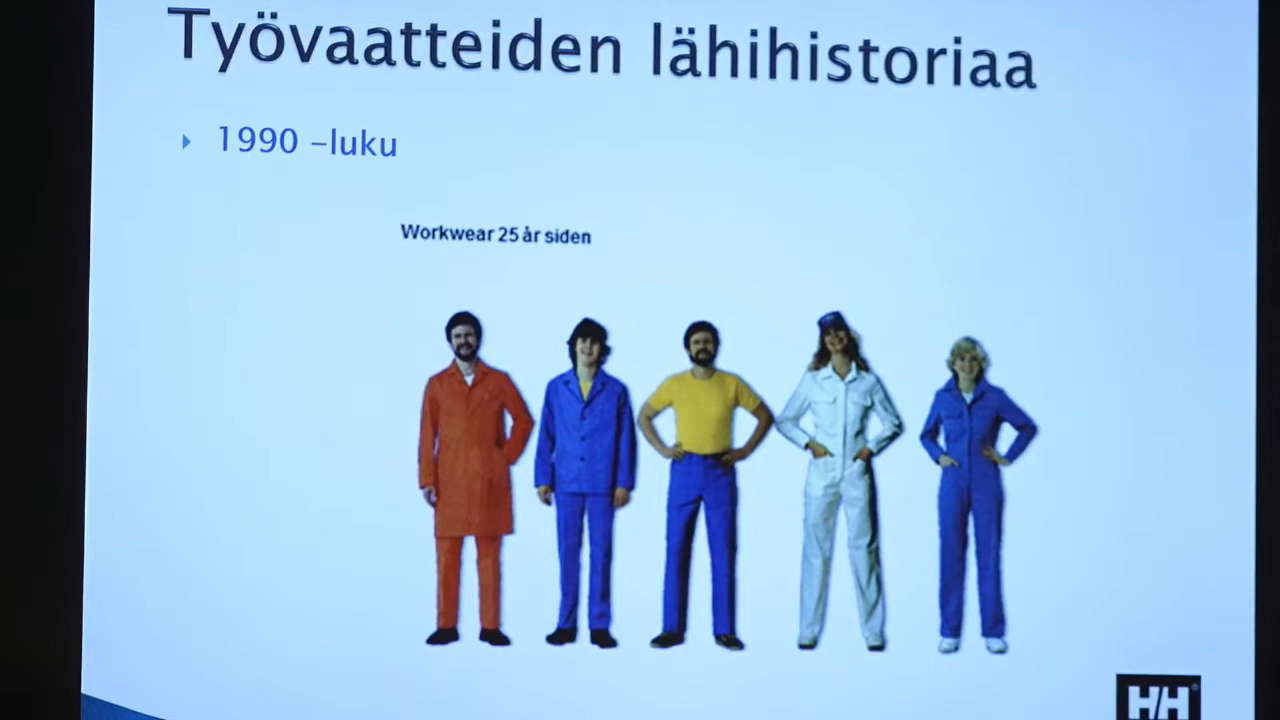 Työvaatteiden lähihistoriaa
1990 –luku
Workwear 25 år siden
H/H®